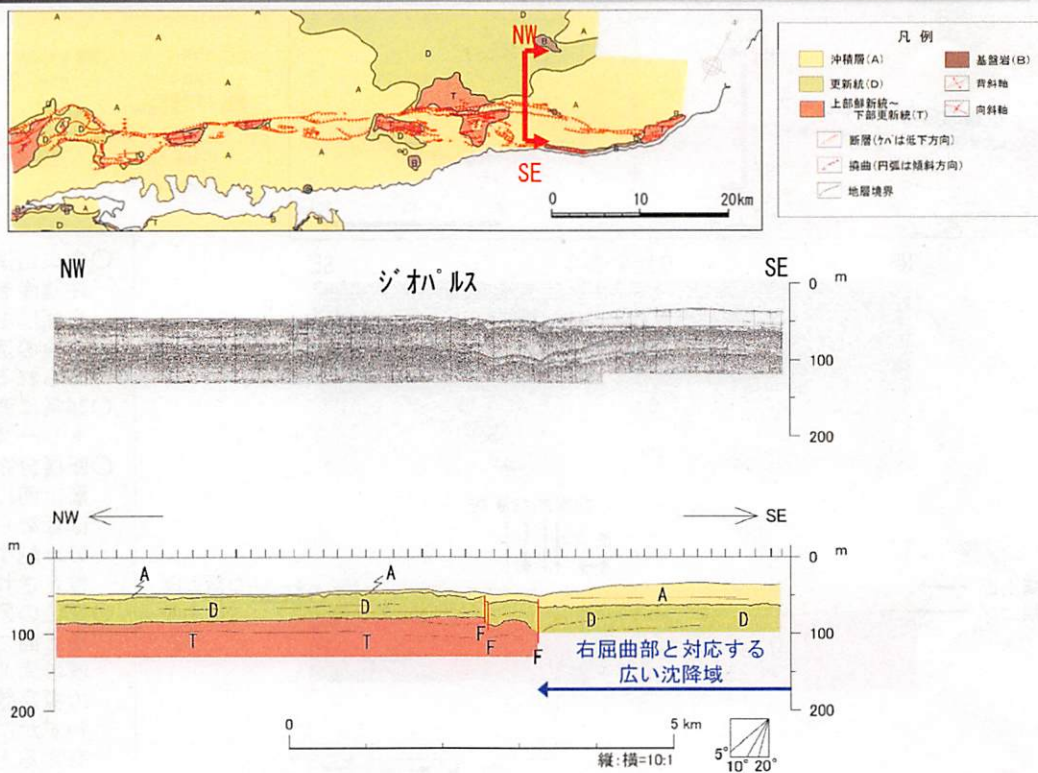 NW
SE
A
A
A
A
A
A
D
D
D
T
T
B
B
0 20km
凡 例
沖積層(A)
基盤岩(B)
更新統(D)
背斜軸
上部鮮新統~
下部更新統(T)
向斜軸
断層(ケバは低下方向)
撓曲(円弧は傾斜方向)
地層境界
NW
ジオパルス
SE
0 m
100
200
NW
SE
m
m
0
0
A
A
A
D
D
D
D
100
100
T
T
F
F
F
右屈曲部と対応する
広い沈降域
200
200
0 5 km
縦:横=10:1
5°
10° 20°